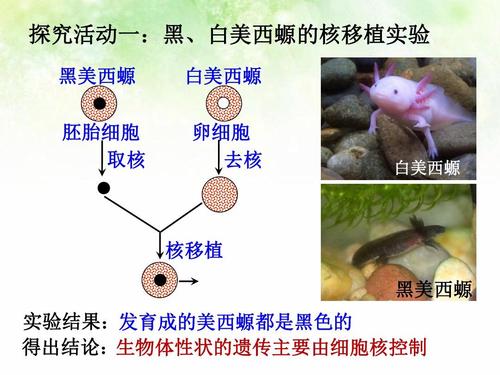 探究活动一：黑、白美西螈的核移植实验
黑美西螈 白美西螈
胚胎细胞 卵细胞
取核 去核
核移植
白美西螈
黑美西螈
实验结果：发育成的美西螈都是黑色的
得出结论：生物体性状的遗传主要由细胞核控制